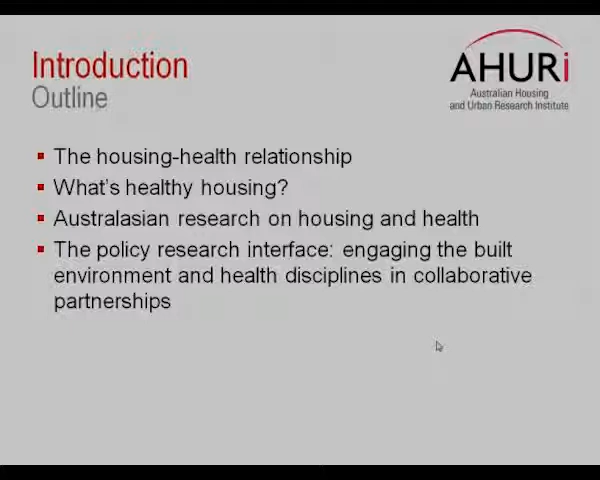 Introduction
Outline
AHURi
Australian Housing
and Urban Research Institute
▪ The housing-health relationship
▪ What's healthy housing?
▪ Australasian research on housing and health
▪ The policy research interface: engaging the built
environment and health disciplines in collaborative
partnerships